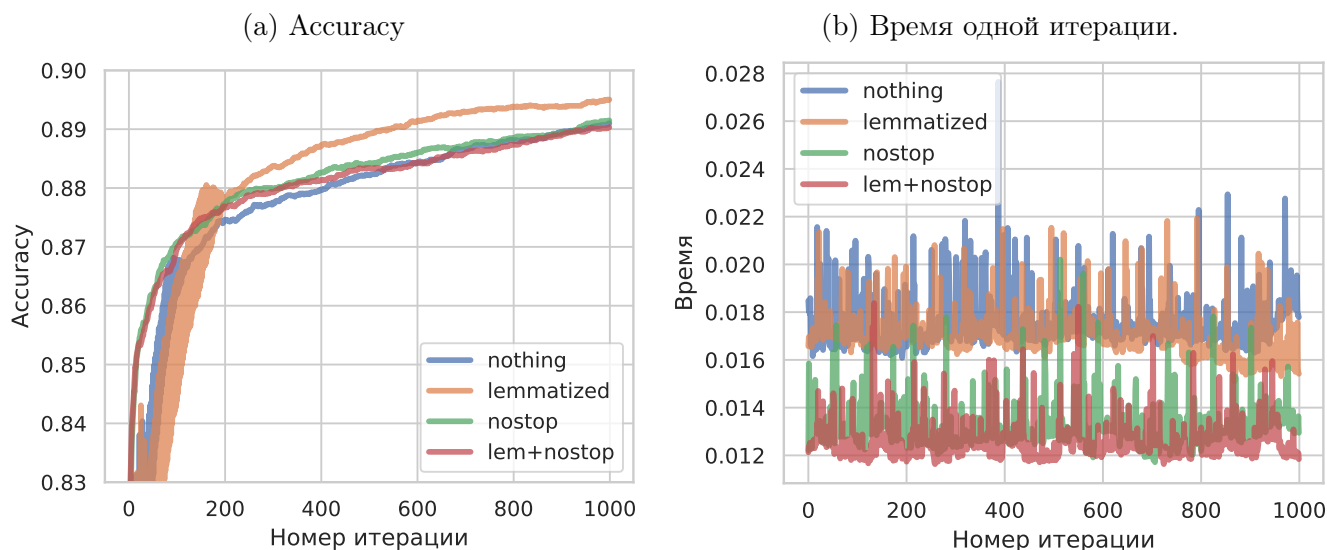 (a) Accuracy
0.90
0.89
0.88
0.87
0.86
0.85
0.84
0.83
Accuracy
nothing
lemmatized
nostop
lem+nostop
0
200
400
600
800
1000
Номер итерации
(b) Время одной итерации.
0.028
0.026
0.024
0.022
0.020
0.018
0.016
0.014
0.012
Время
nothing
lemmatized
nostop
lem+nostop
0
200
400
600
800
1000
Номер итерации